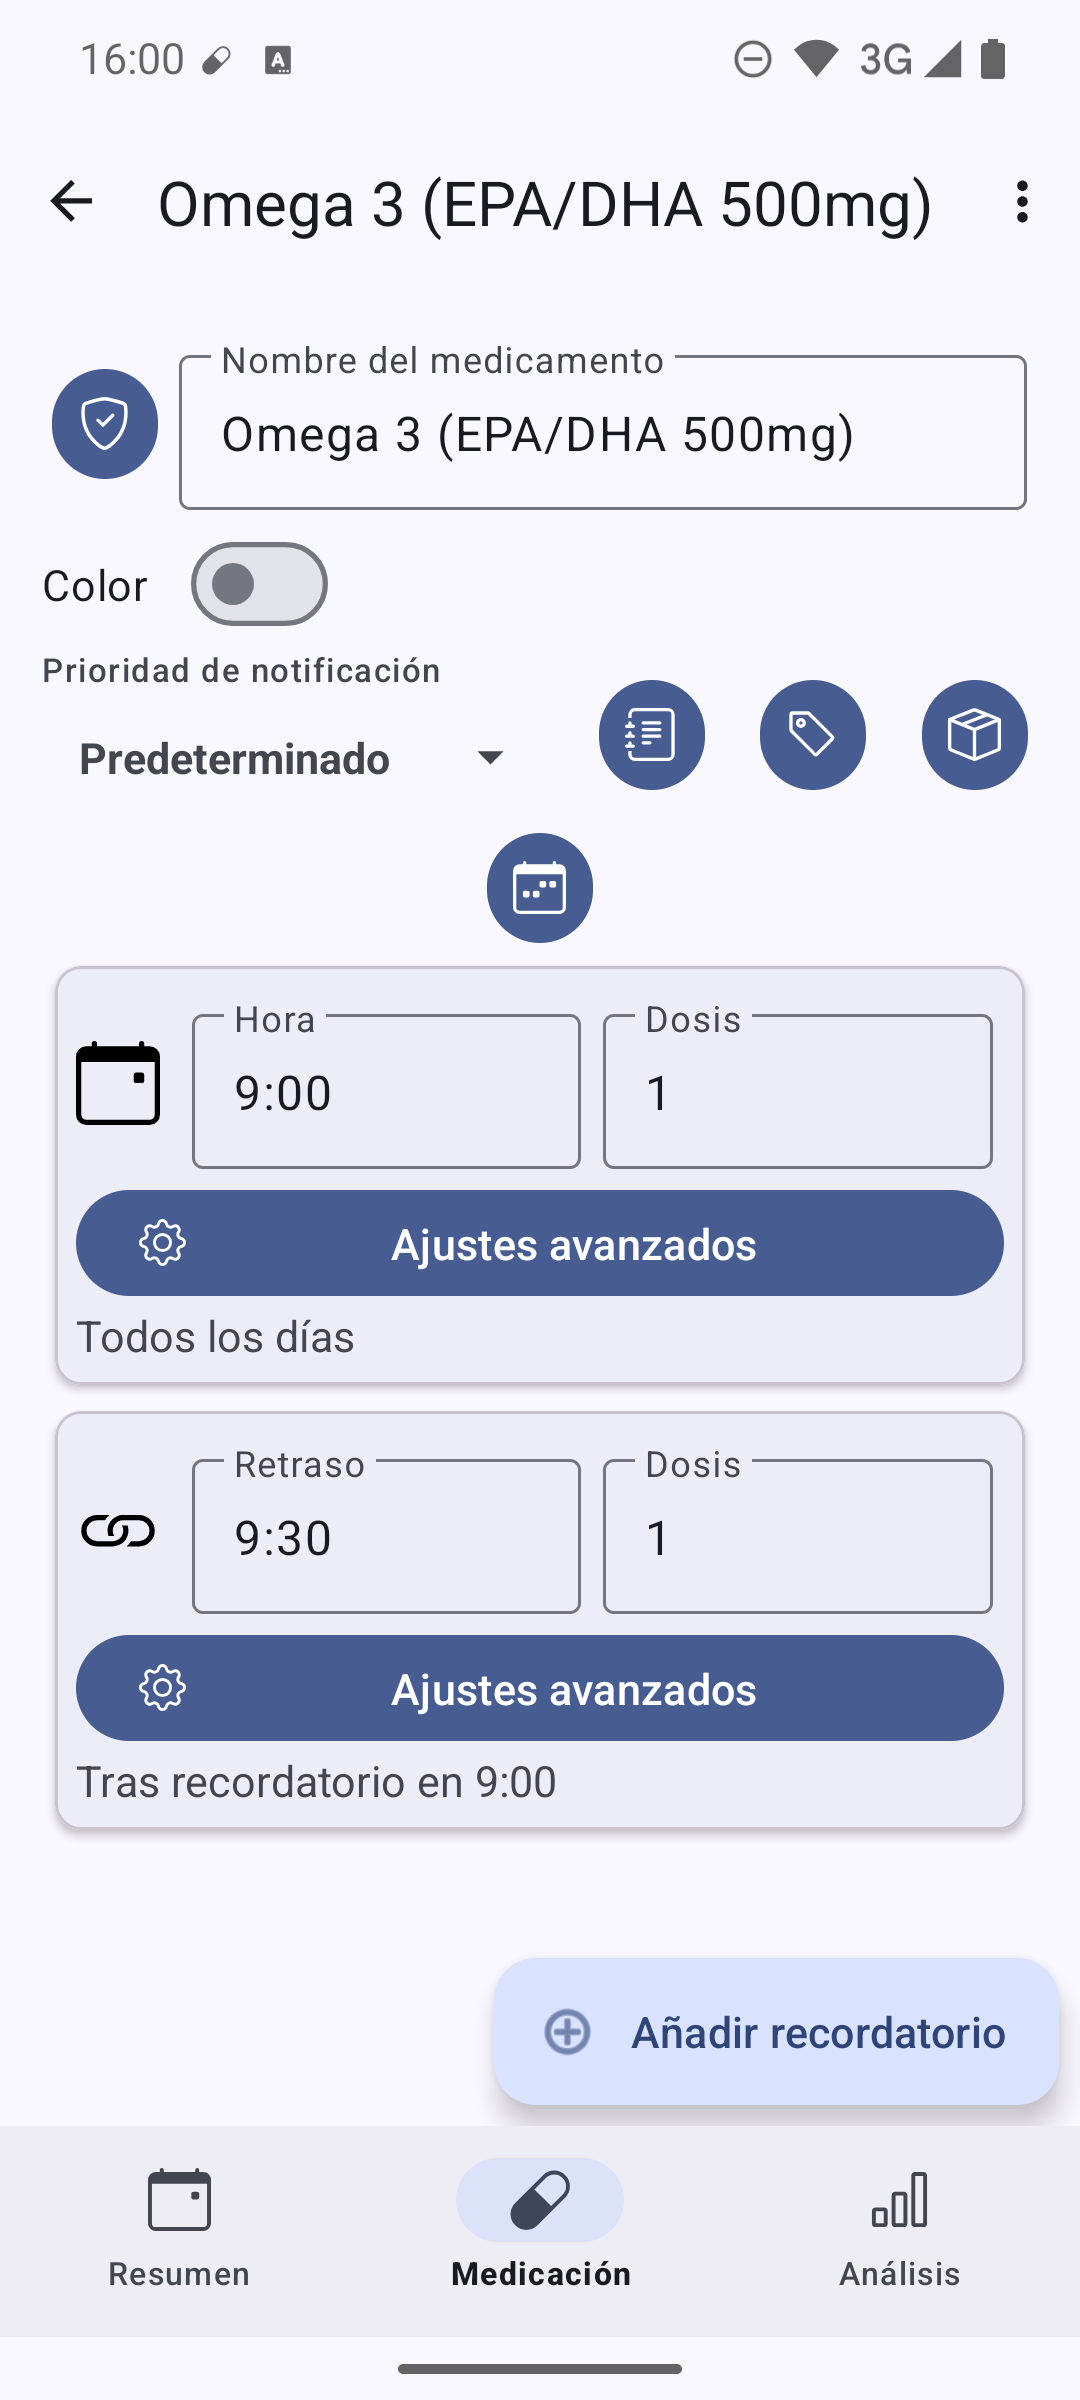 16:00
3G
Omega 3 (EPA/DHA 500mg)
Nombre del medicamento
Omega 3 (EPA/DHA 500mg)
Color
Prioridad de notificación
Predeterminado
Hora
9:00
Dosis
1
Ajustes avanzados
Todos los días
Retraso
9:30
Dosis
1
Ajustes avanzados
Tras recordatorio en 9:00
Añadir recordatorio
Resumen
Medicación
Análisis